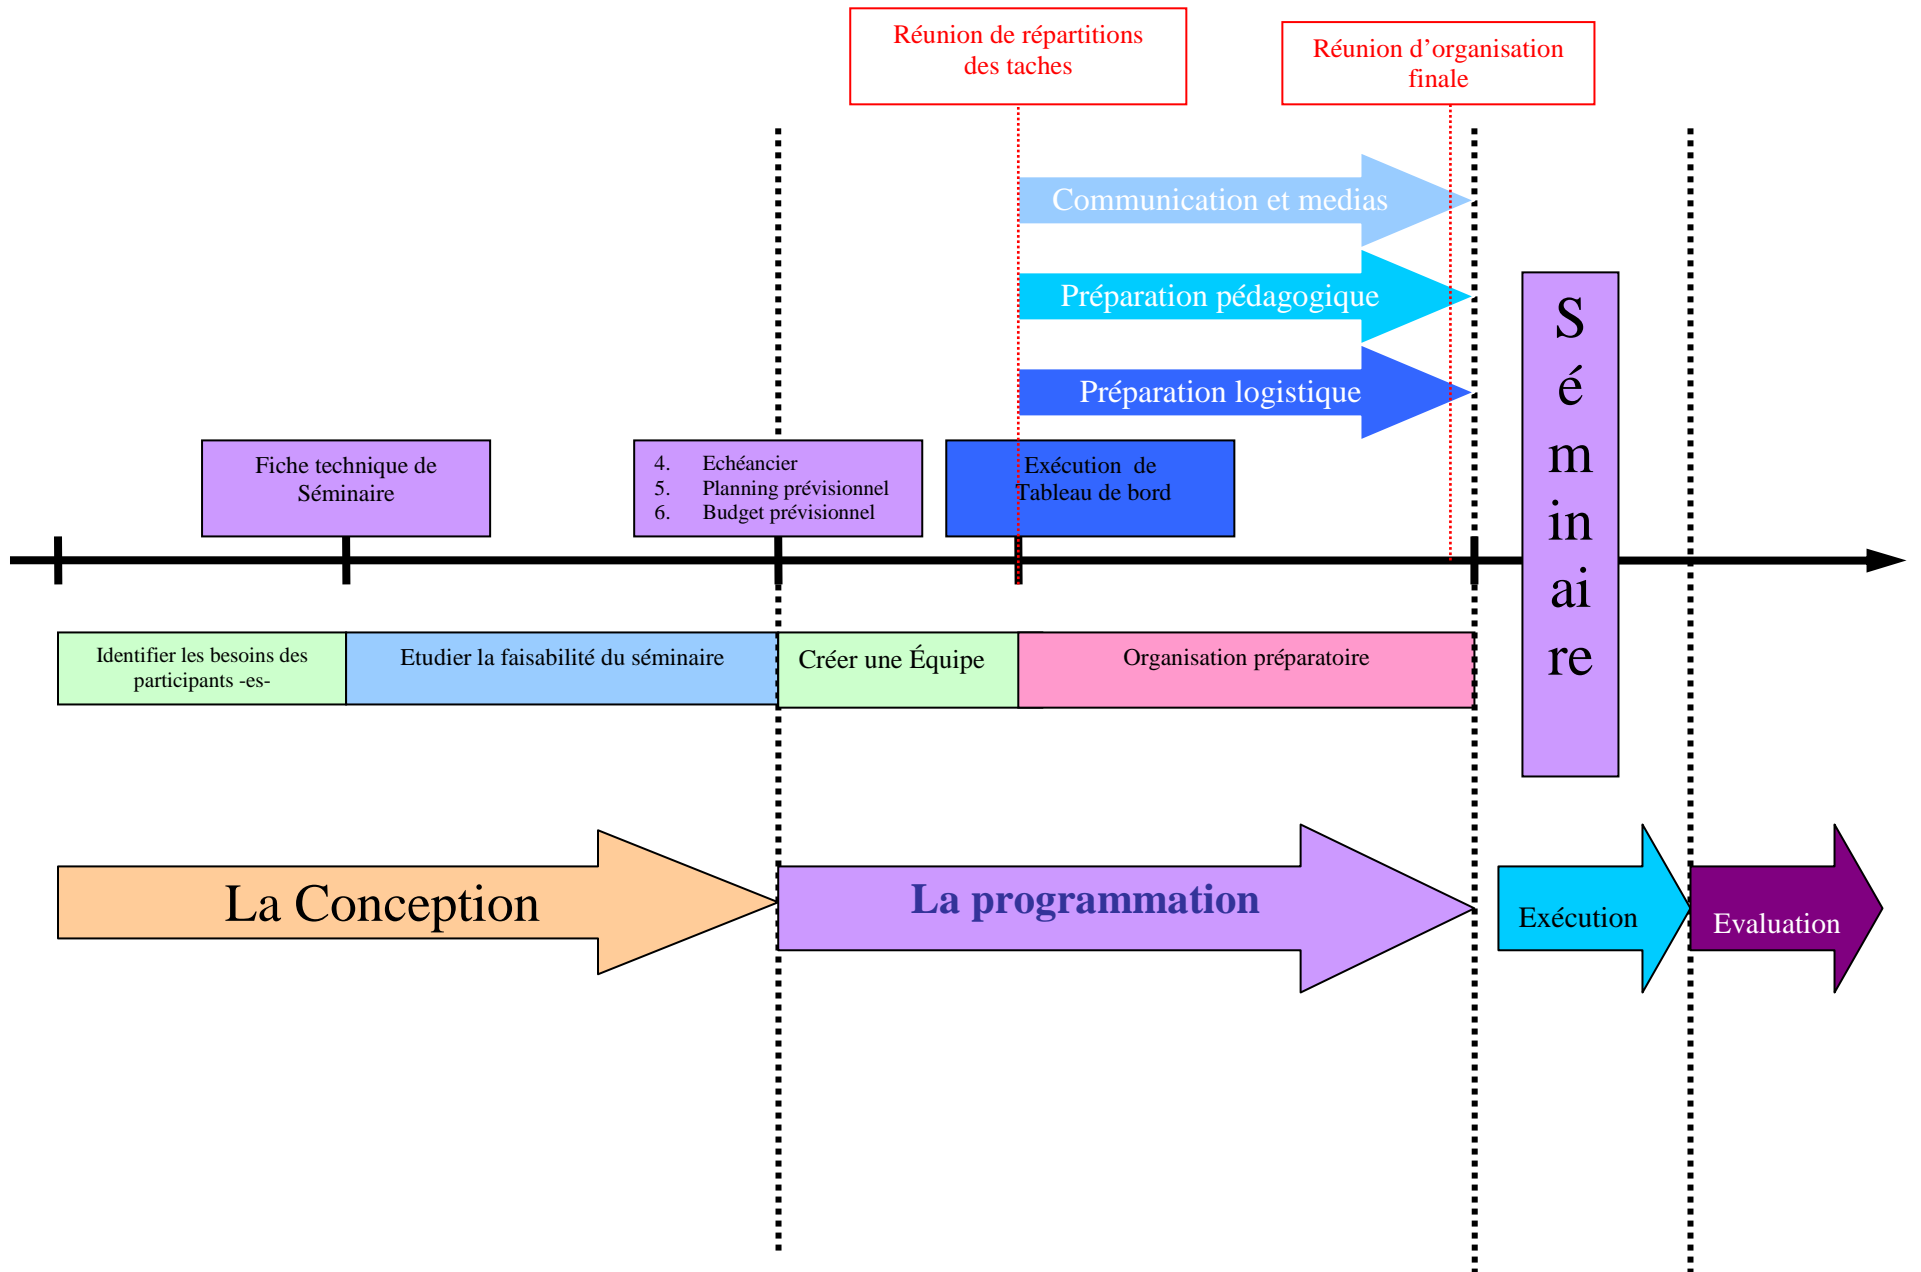 Réunion de répartitions
des taches
Réunion d’organisation
finale
Communication et medias
Préparation pédagogique
Préparation logistique
S
é
m
in
ai
re
Fiche technique de
Séminaire
4. Echéancier
5. Planning prévisionnel
6. Budget prévisionnel
Exécution de
Tableau de bord
Identifier les besoins des
participants -es-
Etudier la faisabilité du séminaire
Créer une Équipe
Organisation préparatoire
La Conception
La programmation
Exécution
Evaluation